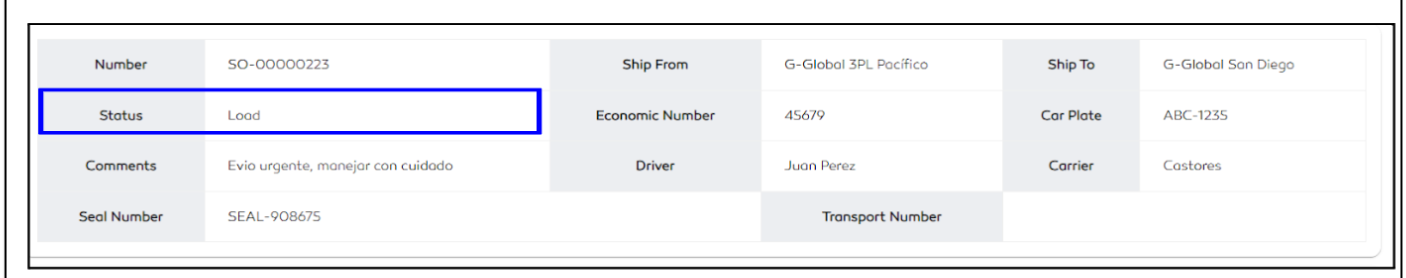 Number SO-00000223 Ship From G-Global 3PL Pacífico Ship To G-Global San Diego
Status Load Economic Number 45679 Car Plate ABC-1235
Comments Evio urgente, manejar con cuidado Driver Juan Perez Carrier Castores
Seal Number SEAL-908675 Transport Number